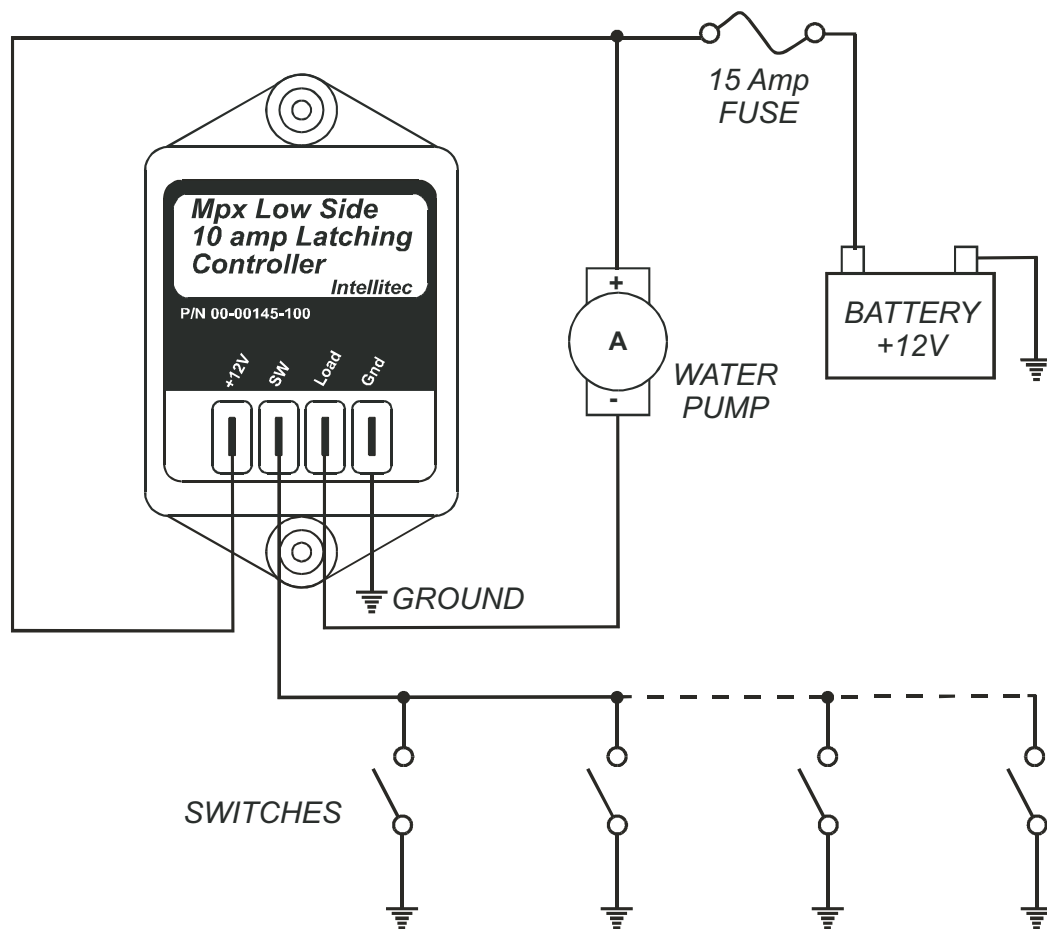 15 Amp
FUSE
Mpx Low Side
10 amp Latching
Controller
Intellitec
P/N 00-00145-100
+12V SW Load Gnd
+
A
-
WATER
PUMP
BATTERY
+12V
GROUND
SWITCHES